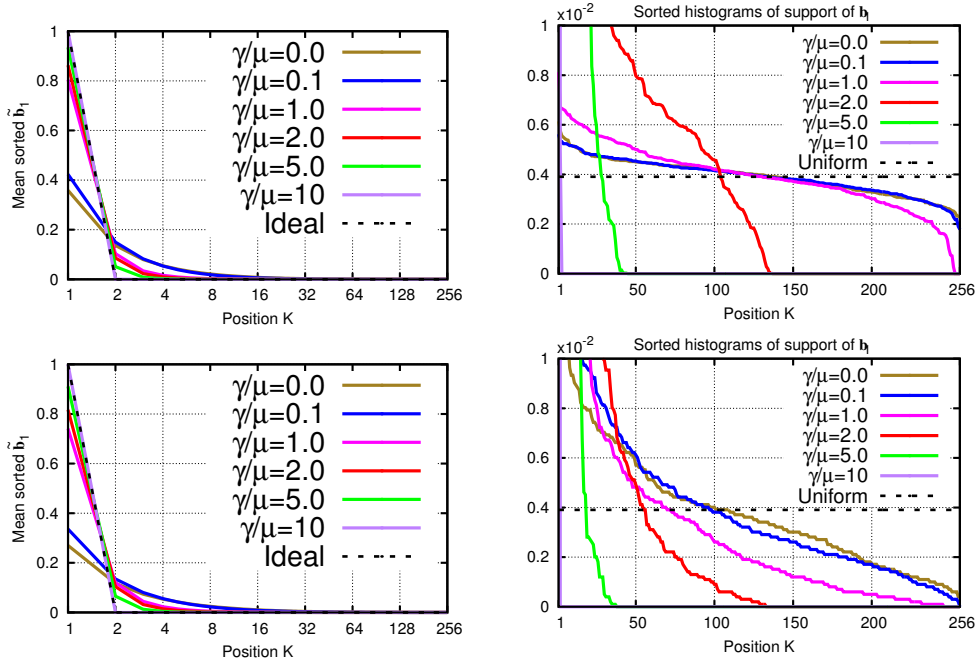 Mean sorted b̃₁
1
0.8
0.6
0.4
0.2
0
1 2 4 8 16 32 64 128 256
Position K
γ/μ=0.0
γ/μ=0.1
γ/μ=1.0
γ/μ=2.0
γ/μ=5.0
γ/μ=10
Ideal
×10⁻² Sorted histograms of support of bₗ
1
0.8
0.6
0.4
0.2
0
1 50 100 150 200 256
Position K
γ/μ=0.0
γ/μ=0.1
γ/μ=1.0
γ/μ=2.0
γ/μ=5.0
γ/μ=10
Uniform
Mean sorted b̃₁
1
0.8
0.6
0.4
0.2
0
1 2 4 8 16 32 64 128 256
Position K
γ/μ=0.0
γ/μ=0.1
γ/μ=1.0
γ/μ=2.0
γ/μ=5.0
γ/μ=10
Ideal
×10⁻² Sorted histograms of support of bₗ
1
0.8
0.6
0.4
0.2
0
1 50 100 150 200 256
Position K
γ/μ=0.0
γ/μ=0.1
γ/μ=1.0
γ/μ=2.0
γ/μ=5.0
γ/μ=10
Uniform